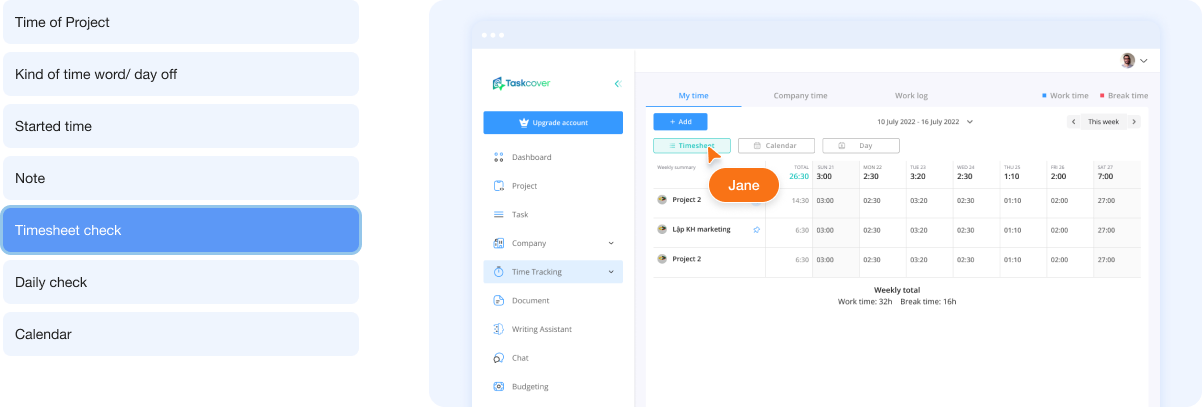 Time of Project
Kind of time word/ day off
Started time
Note
Timesheet check
Daily check
Calendar
Taskcover
Upgrade account
Dashboard
Project
Task
Company
Time Tracking
Document
Writing Assistant
Chat
Budgeting
My time Company time Work log Work time Break time
+ Add 10 July 2022 - 16 July 2022 This week
Timesheet Calendar Day
Jane
Weekly summary TOTAL SUN 21 MON 22 TUE 23 WED 24 THU 25 FRI 26 SAT 27
26:30 3:00 2:30 3:20 2:30 1:10 2:00 7:00
Project 2 14:30 03:00 02:30 03:20 02:30 01:10 02:00 27:00
Lập KH marketing 6:30 03:00 02:30 03:20 02:30 01:10 02:00 27:00
Project 2 6:30 03:00 02:30 03:20 02:30 01:10 02:00 27:00
Weekly total
Work time: 32h Break time: 16h